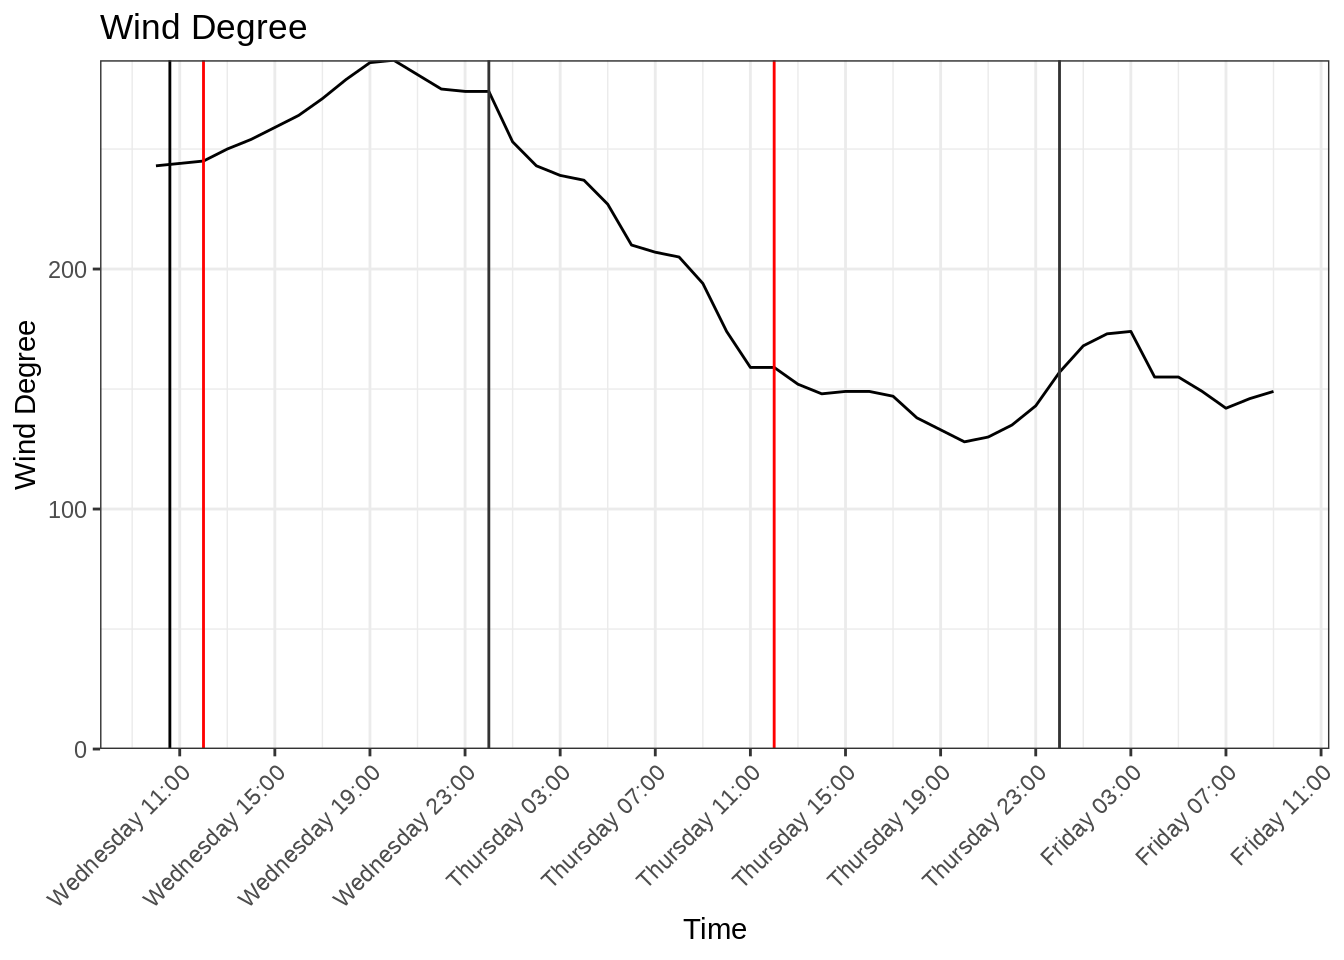 Wind Degree
Wind Degree
200
100
0
Wednesday 11:00
Wednesday 15:00
Wednesday 19:00
Wednesday 23:00
Thursday 03:00
Thursday 07:00
Thursday 11:00
Thursday 15:00
Thursday 19:00
Thursday 23:00
Friday 03:00
Friday 07:00
Friday 11:00
Time